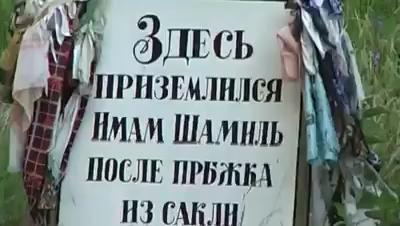 Здесь
приземлился
Имам Шамиль
после прыжка
из сакли